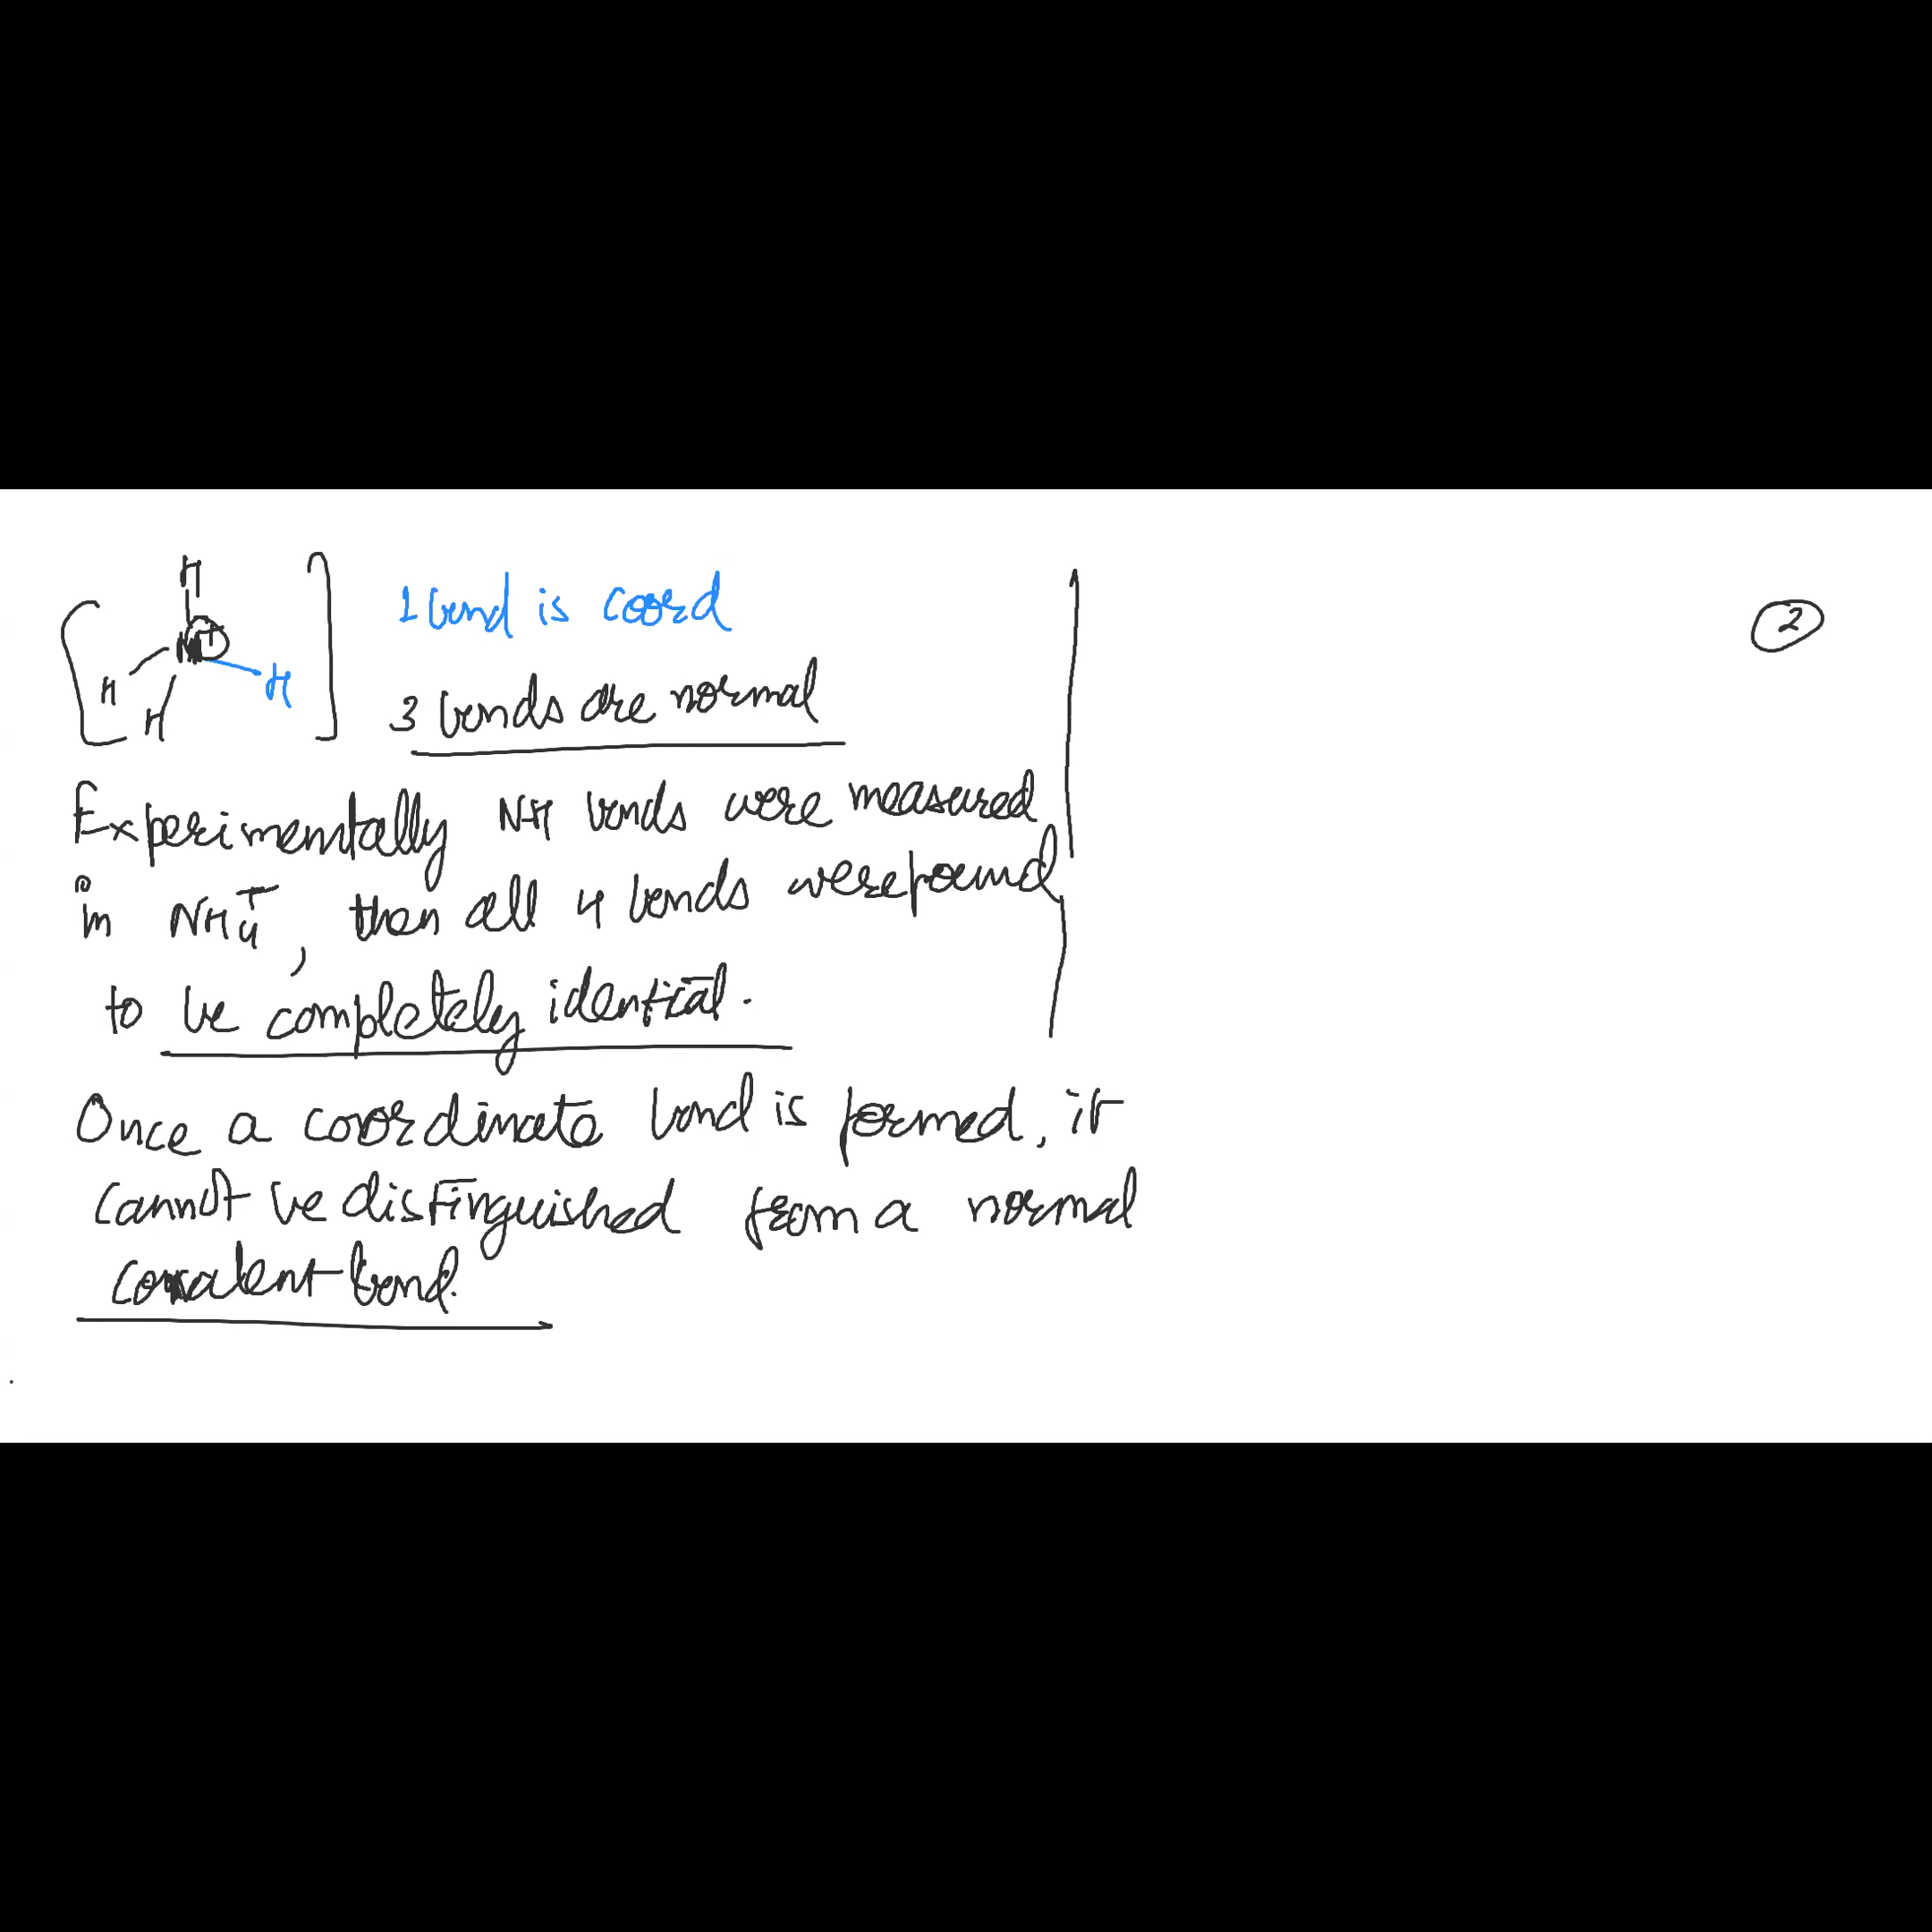 H
N+
H
H
H
1 bond is coord
3 bonds are normal
2
Experimentally NH bonds were measured
in NH4+, then all 4 bonds were found
to be completely identical.
Once a coordinate bond is formed, it
cannot be distinguished from a normal
covalent bond.